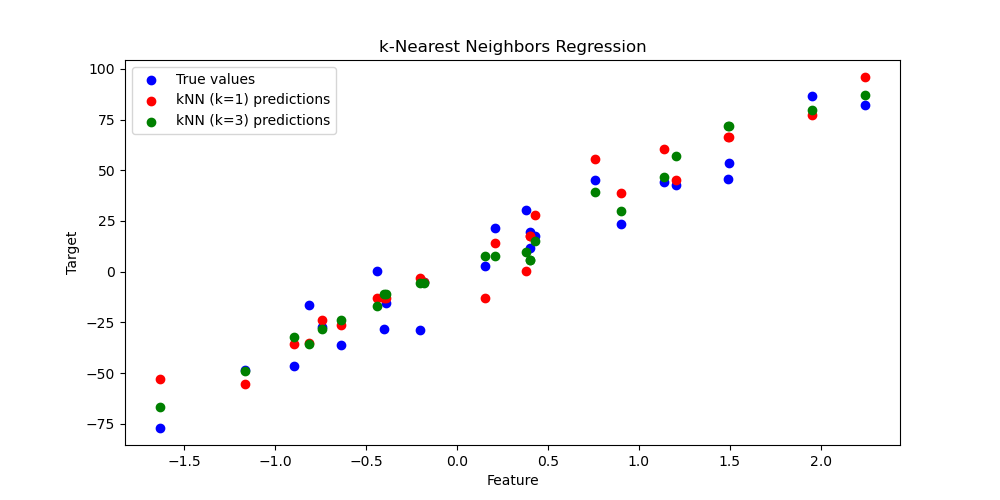 k-Nearest Neighbors Regression
True values
kNN (k=1) predictions
kNN (k=3) predictions
100
75
50
25
0
−25
−50
−75
Target
−1.5 −1.0 −0.5 0.0 0.5 1.0 1.5 2.0
Feature